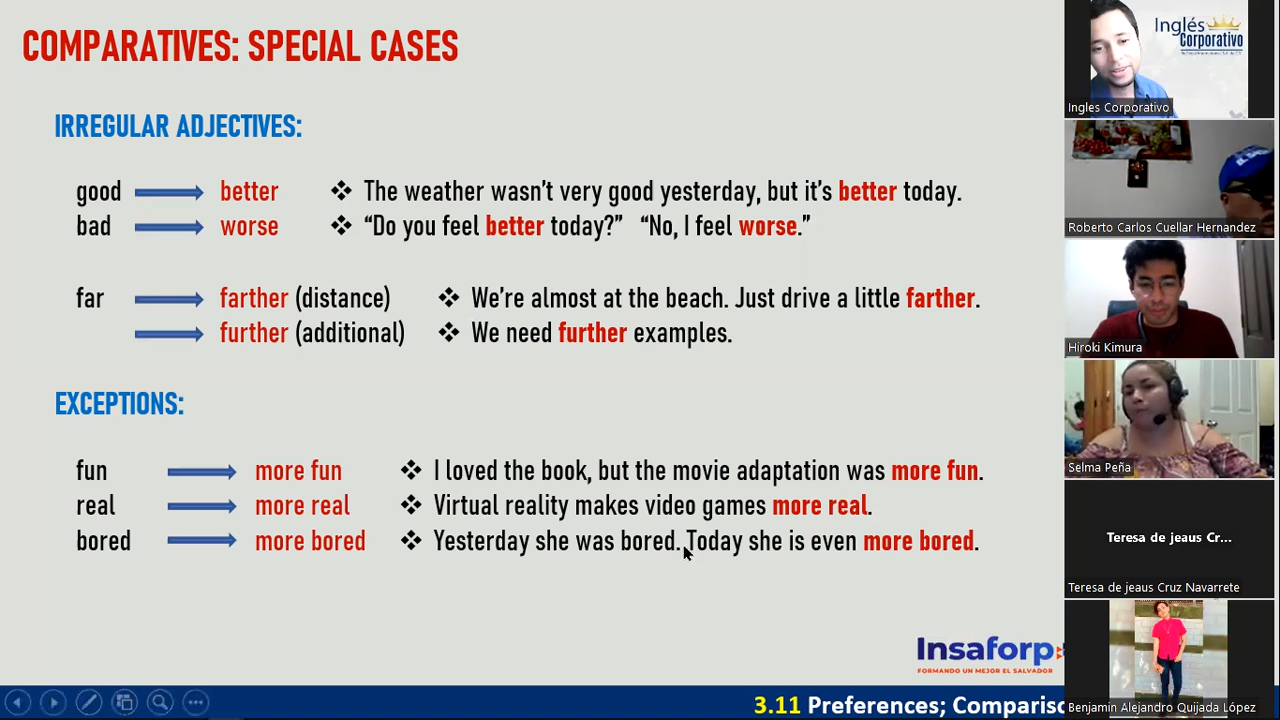 COMPARATIVES: SPECIAL CASES
IRREGULAR ADJECTIVES:
good better ❖ The weather wasn't very good yesterday, but it's better today.
bad worse ❖ “Do you feel better today?” “No, I feel worse.”
far farther (distance) ❖ We're almost at the beach. Just drive a little farther.
further (additional) ❖ We need further examples.
EXCEPTIONS:
fun more fun ❖ I loved the book, but the movie adaptation was more fun.
real more real ❖ Virtual reality makes video games more real.
bored more bored ❖ Yesterday she was bored. Today she is even more bored.
Insaforp
FORMANDO UN MEJOR EL SALVADOR
3.11 Preferences; Comparisc
Inglés
Corporativo
Ingles Corporativo
Roberto Carlos Cuellar Hernandez
Hiroki Kimura
Selma Peña
Teresa de jeaus Cr...
Teresa de jeaus Cruz Navarrete
Benjamin Alejandro Quijada López